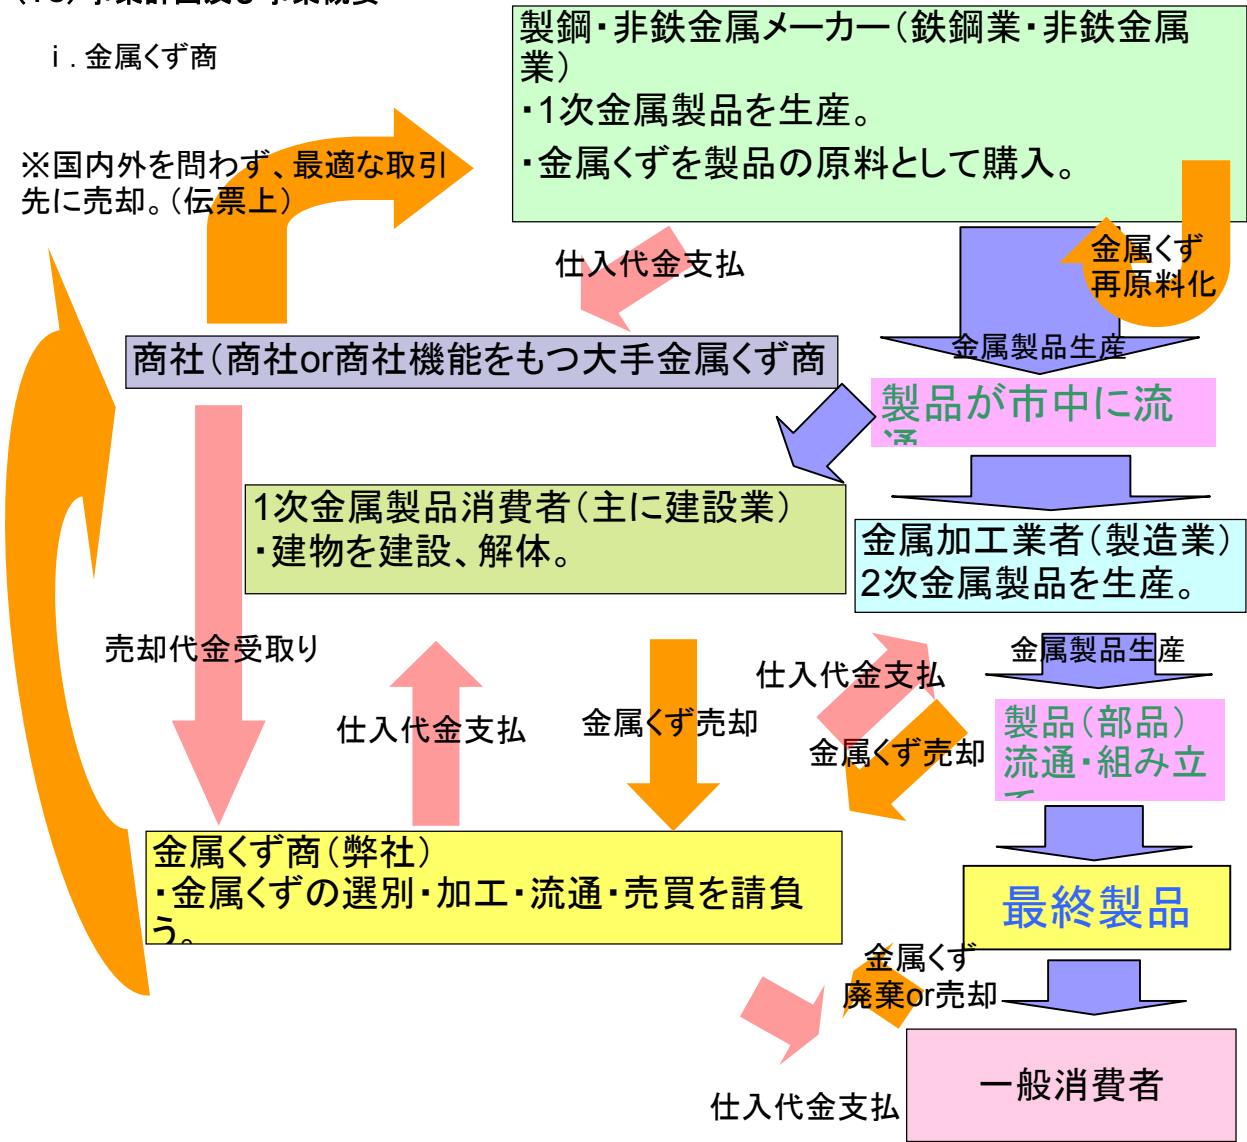 ⅰ. 金属くず商
製鋼・非鉄金属メーカー(鉄鋼業・非鉄金属
業)
・1次金属製品を生産。
・金属くずを製品の原料として購入。
※国内外を問わず、最適な取引
先に売却。(伝票上)
仕入代金支払
金属くず
再原料化
金属製品生産
商社(商社or商社機能をもつ大手金属くず商
製品が市中に流
通
1次金属製品消費者(主に建設業)
・建物を建設、解体。
金属加工業者(製造業)
2次金属製品を生産。
売却代金受取り
仕入代金支払
金属くず売却
仕入代金支払
金属くず売却
金属製品生産
製品(部品)
流通・組み立
て
金属くず商(弊社)
・金属くずの選別・加工・流通・売買を請負
う。
最終製品
金属くず
廃棄or売却
仕入代金支払
一般消費者